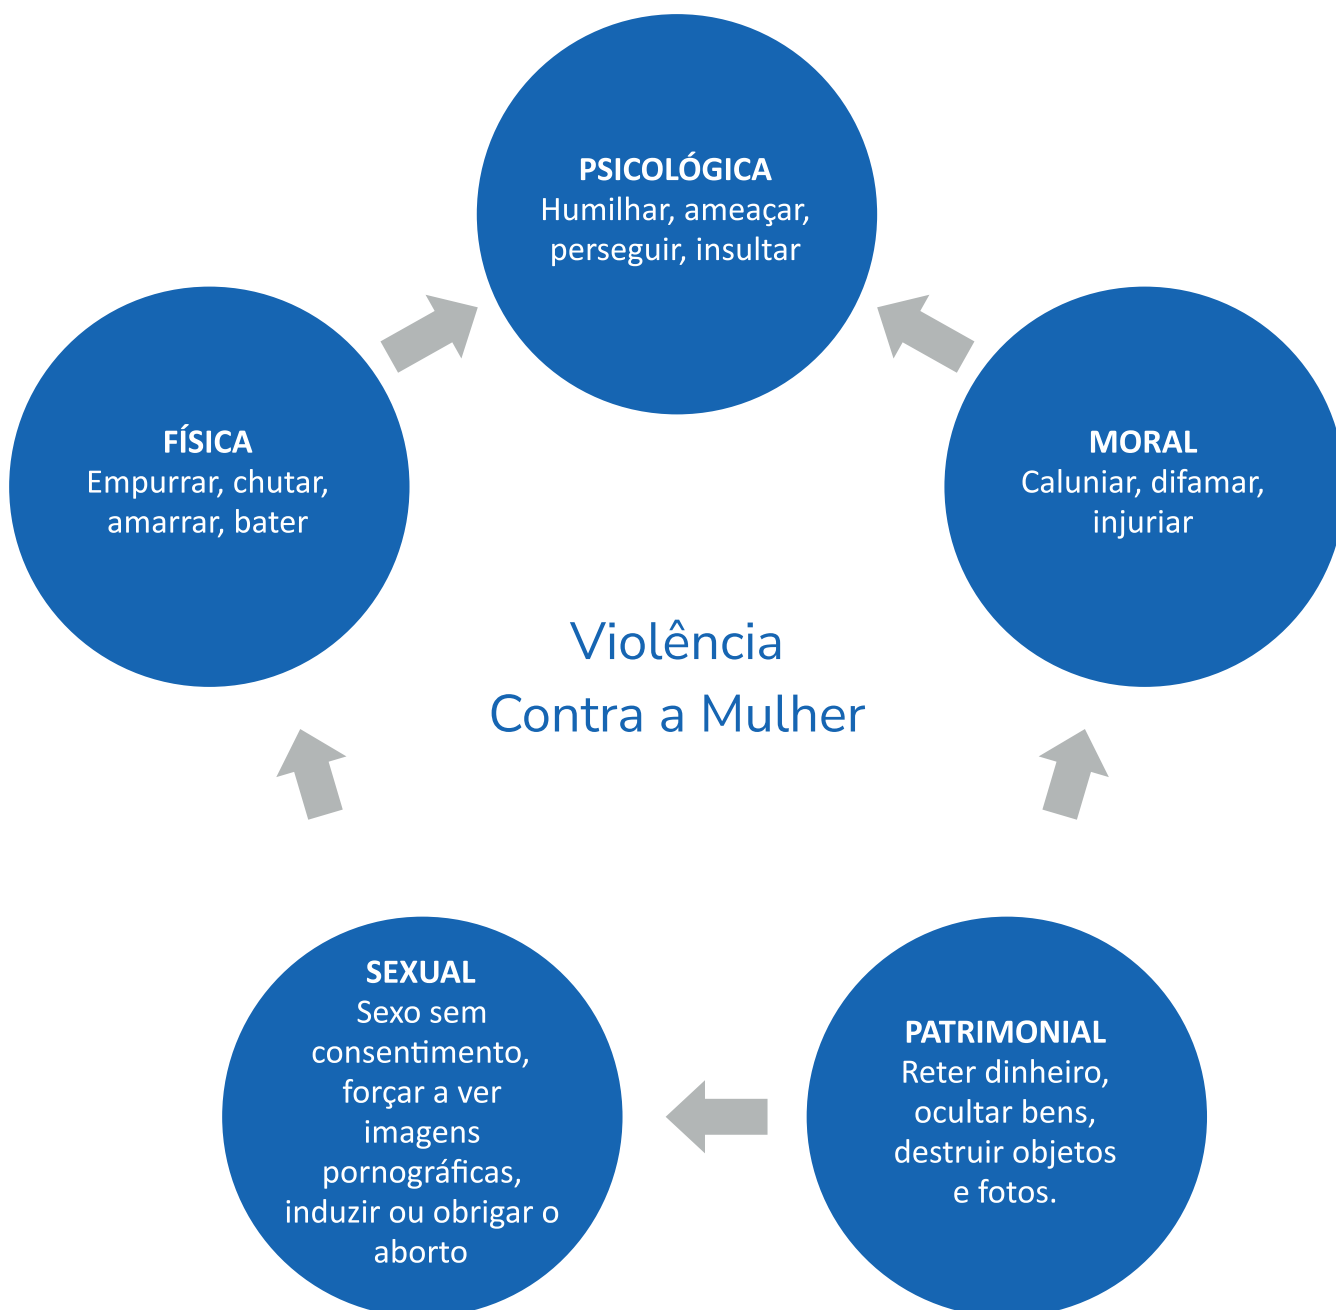 PSICOLÓGICA
Humilhar, ameaçar,
perseguir, insultar
FÍSICA
Empurrar, chutar,
amarrar, bater
MORAL
Caluniar, difamar,
injuriar
Violência
Contra a Mulher
SEXUAL
Sexo sem
consentimento,
forçar a ver
imagens
pornográficas,
induzir ou obrigar o
aborto
PATRIMONIAL
Reter dinheiro,
ocultar bens,
destruir objetos
e fotos.